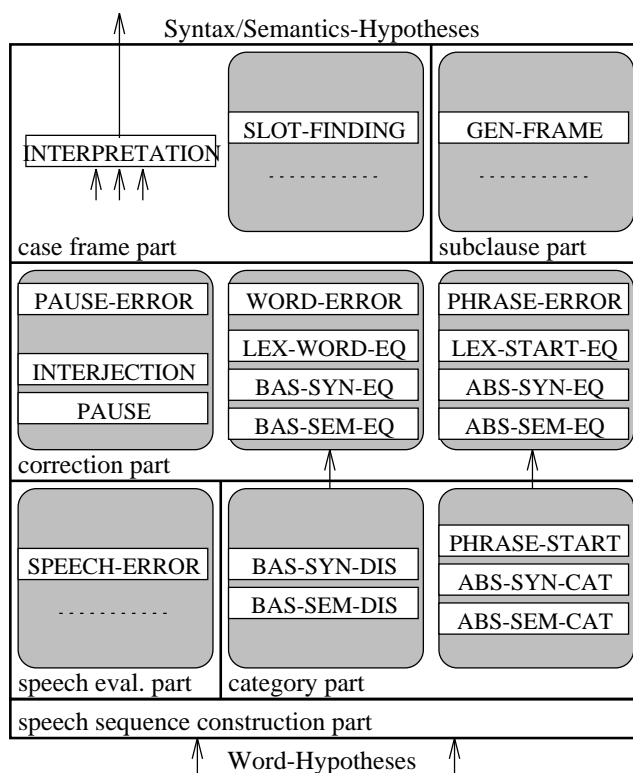 Syntax/Semantics-Hypotheses
INTERPRETATION
SLOT-FINDING
- - - - - - - - - - -
GEN-FRAME
- - - - - - - - - - -
case frame part
subclause part
PAUSE-ERROR
INTERJECTION
PAUSE
WORD-ERROR
LEX-WORD-EQ
BAS-SYN-EQ
BAS-SEM-EQ
PHRASE-ERROR
LEX-START-EQ
ABS-SYN-EQ
ABS-SEM-EQ
correction part
SPEECH-ERROR
- - - - - - - - - - -
BAS-SYN-DIS
BAS-SEM-DIS
PHRASE-START
ABS-SYN-CAT
ABS-SEM-CAT
speech eval. part
category part
speech sequence construction part
Word-Hypotheses